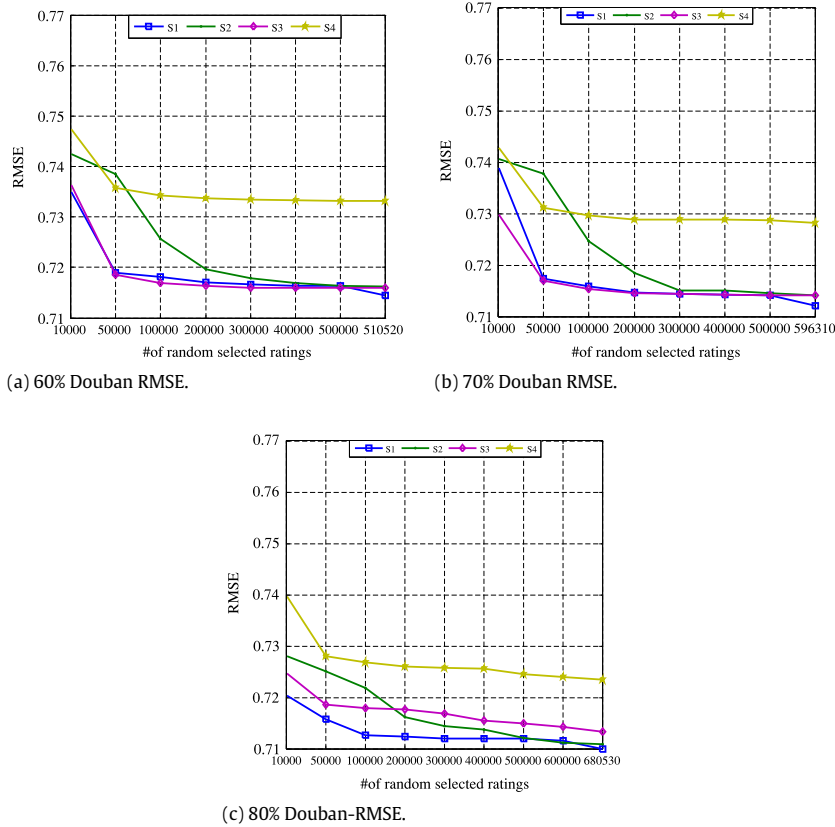 0.77
S1 S2 S3 S4
0.76
0.75
0.74
0.73
0.72
0.71
RMSE
10000 50000 100000 200000 300000 400000 500000 510520
#of random selected ratings
(a) 60% Douban RMSE.
0.77
S1 S2 S3 S4
0.76
0.75
0.74
0.73
0.72
0.71
RMSE
10000 50000 100000 200000 300000 400000 500000 596310
#of random selected ratings
(b) 70% Douban RMSE.
0.77
S1 S2 S3 S4
0.76
0.75
0.74
0.73
0.72
0.71
RMSE
10000 50000 100000 200000 300000 400000 500000 600000 680530
#of random selected ratings
(c) 80% Douban-RMSE.